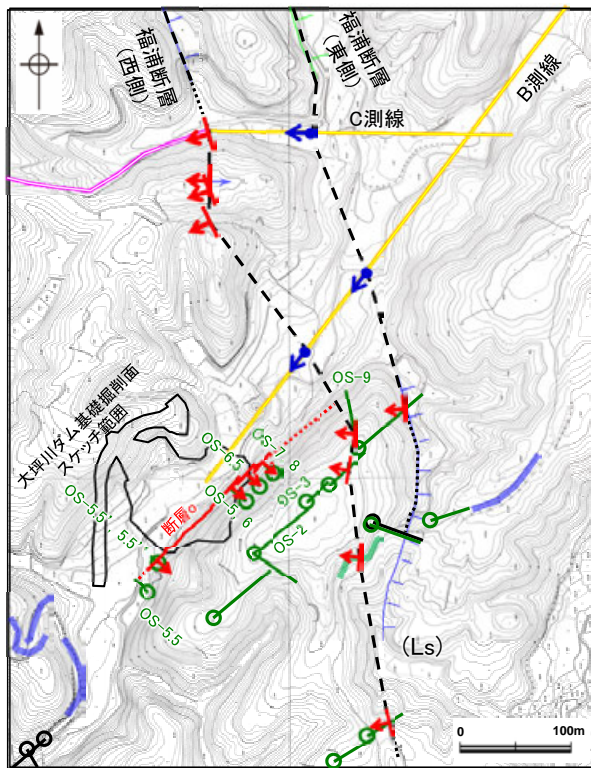 福浦断層
(西側)
福浦断層
(東側)
B測線
C測線
大坪川ダム基礎掘削面
スケッチ範囲
OS-9
OS-7, 8
OS-6.5
OS-5, 6
OS-3
OS-2
断層o
OS-5.5', 5.5''
OS-5.5
(Ls)
0
100m